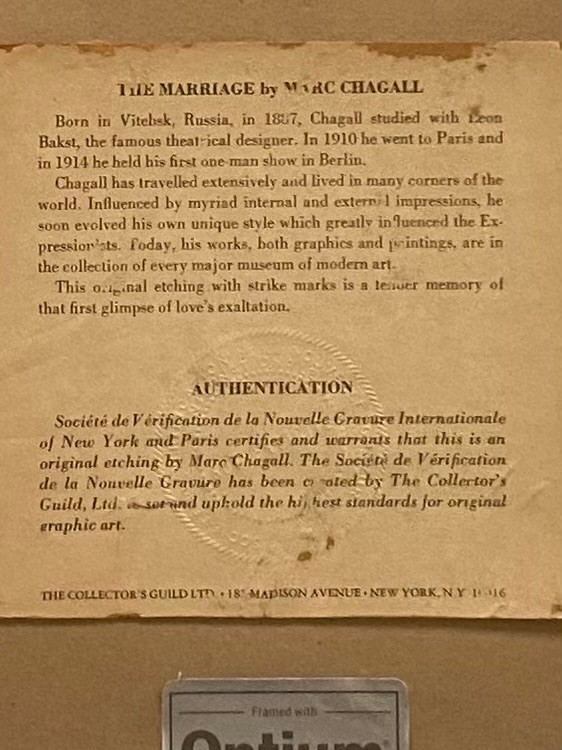 THE MARRIAGE by MARC CHAGALL
Born in Vitebsk, Russia, in 1887, Chagall studied with Leon
Bakst, the famous theatrical designer. In 1910 he went to Paris and
in 1914 he held his first one-man show in Berlin.
Chagall has travelled extensively and lived in many corners of the
world. Influenced by myriad internal and external impressions, he
soon evolved his own unique style which greatly influenced the Ex-
pressionists. Today, his works, both graphics and paintings, are in
the collection of every major museum of modern art.
This original etching with strike marks is a tender memory of
that first glimpse of love's exaltation.
AUTHENTICATION
Société de Vérification de la Nouvelle Gravure Internationale
of New York and Paris certifies and warrants that this is an
original etching by Marc Chagall. The Société de Vérification
de la Nouvelle Gravure has been created by The Collector's
Guild, Ltd. to set and uphold the highest standards for original
graphic art.
THE COLLECTOR'S GUILD LTD. • MADISON AVENUE • NEW YORK, N.Y.
Framed with
Optium